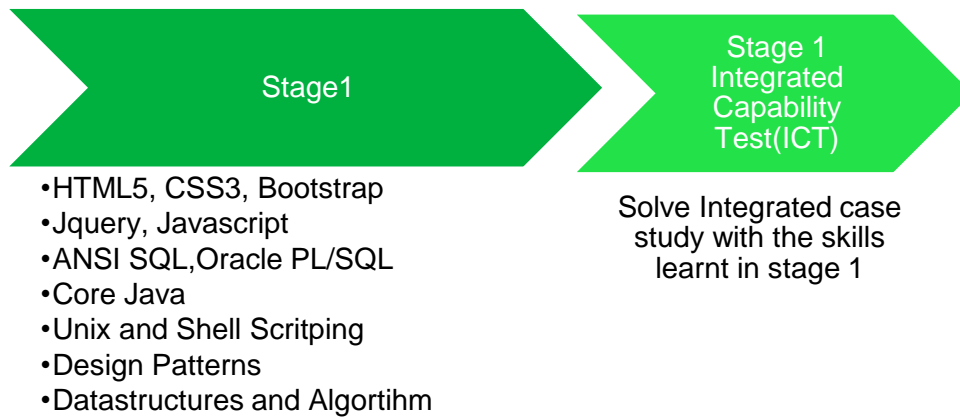 Stage1
•HTML5, CSS3, Bootstrap
•Jquery, Javascript
•ANSI SQL,Oracle PL/SQL
•Core Java
•Unix and Shell Scritping
•Design Patterns
•Datastructures and Algortihm
Stage 1
Integrated
Capability
Test(ICT)
Solve Integrated case
study with the skills
learnt in stage 1